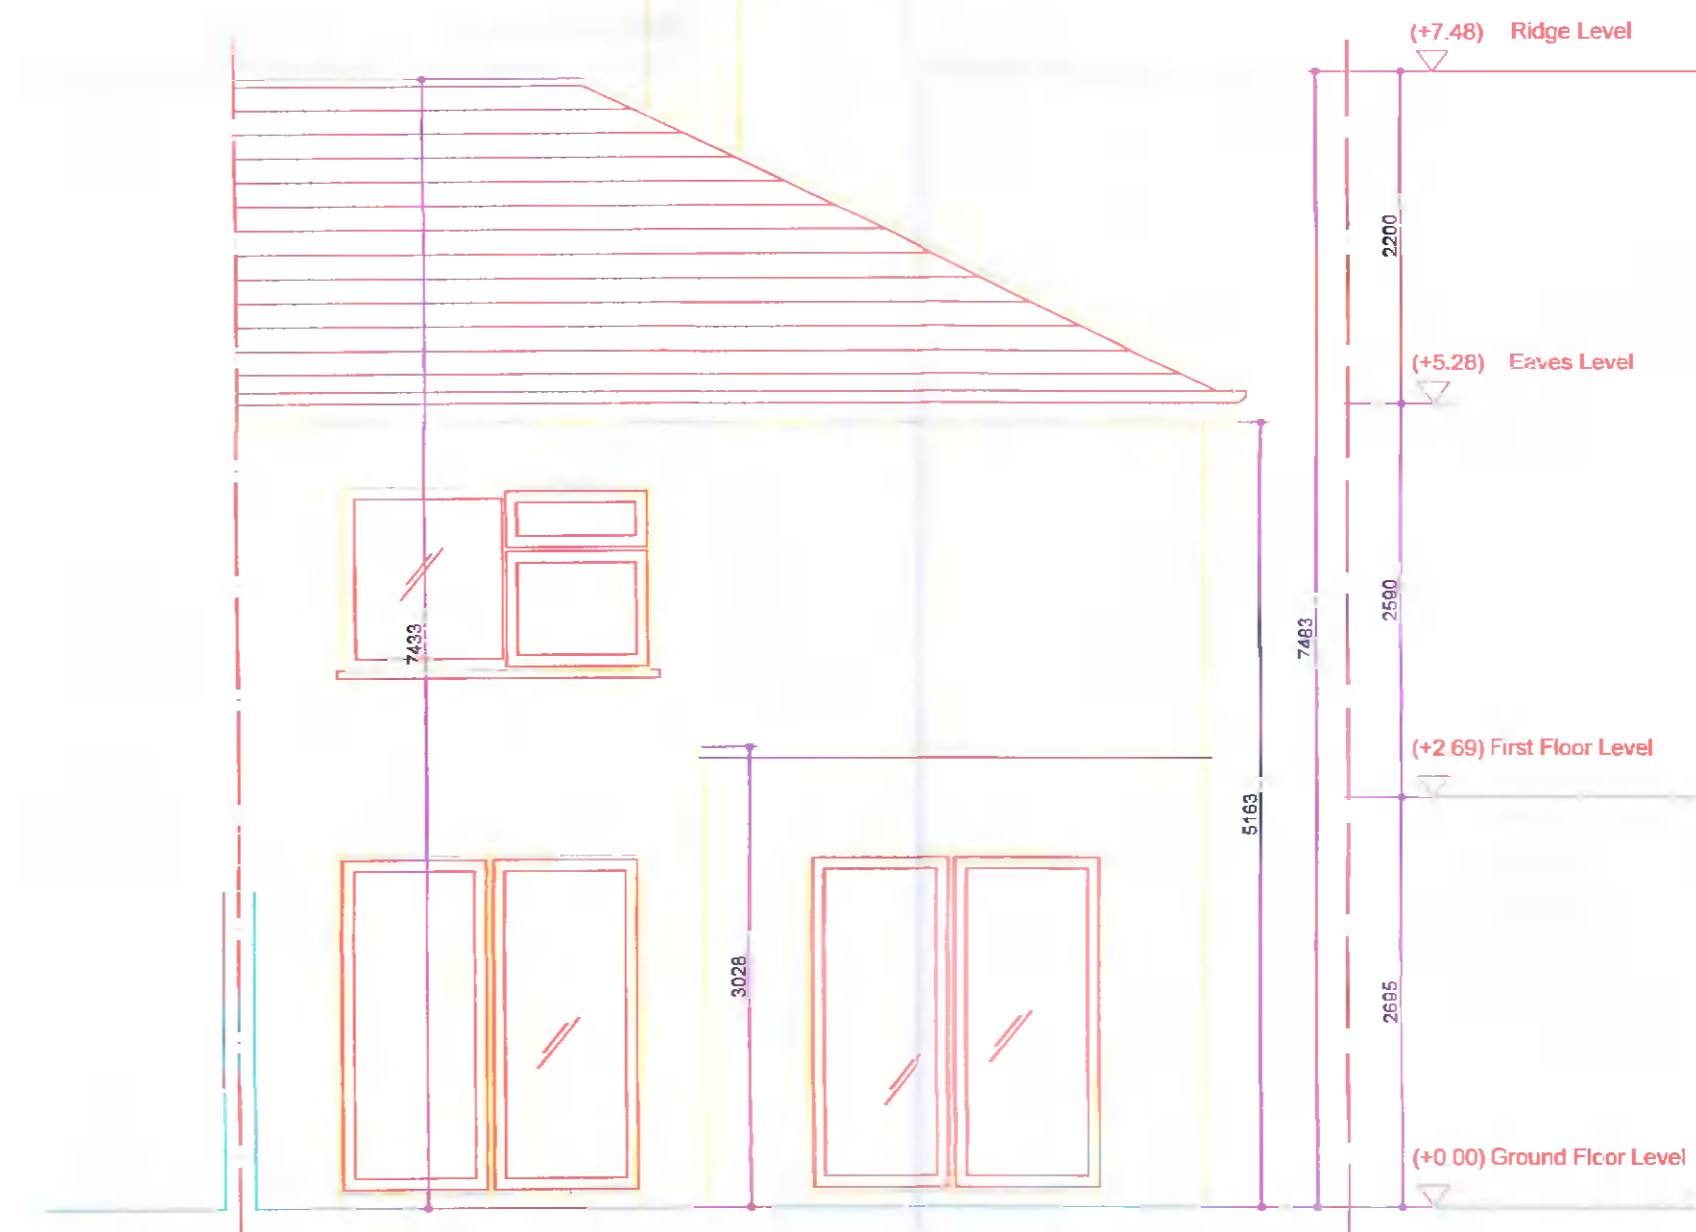 (+7.48) Ridge Level
2200
(+5.28) Eaves Level
2590
7433
7483
(+2 69) First Floor Level
5163
3028
2695
(+0 00) Ground Floor Level